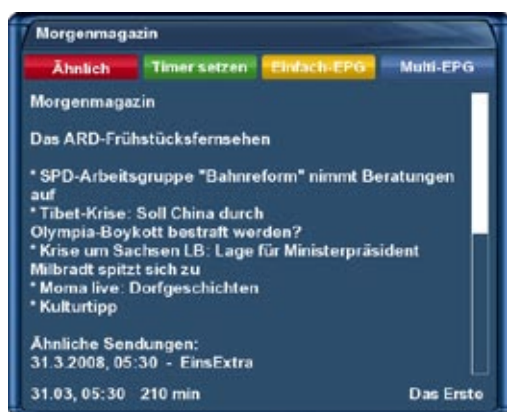 Morgenmagazin
Ähnlich Timer setzen Einfach-EPG Multi-EPG
Morgenmagazin
Das ARD-Frühstücksfernsehen
* SPD-Arbeitsgruppe "Bahnreform" nimmt Beratungen
auf
* Tibet-Krise: Soll China durch
Olympia-Boykott bestraft werden?
* Krise um Sachsen LB: Lage für Ministerpräsident
Milbradt spitzt sich zu
* Moma live: Dorfgeschichten
* Kulturtipp
Ähnliche Sendungen:
31.3.2008, 05:30 - EinsExtra
31.03, 05:30 210 min Das Erste